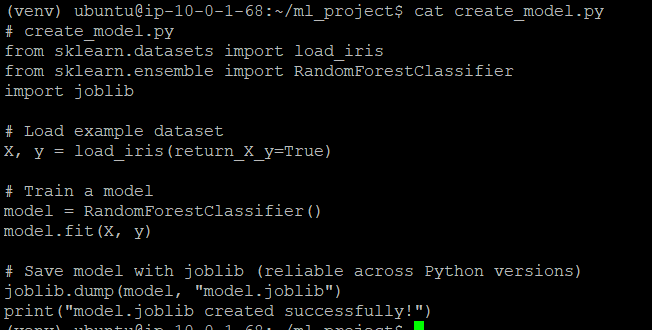 (venv) ubuntu@ip-10-0-1-68:~/ml_project$ cat create_model.py
# create_model.py
from sklearn.datasets import load_iris
from sklearn.ensemble import RandomForestClassifier
import joblib
# Load example dataset
X, y = load_iris(return_X_y=True)
# Train a model
model = RandomForestClassifier()
model.fit(X, y)
# Save model with joblib (reliable across Python versions)
joblib.dump(model, "model.joblib")
print("model.joblib created successfully!")
(venv) ubuntu@ip-10-0-1-68:~/ml_project$